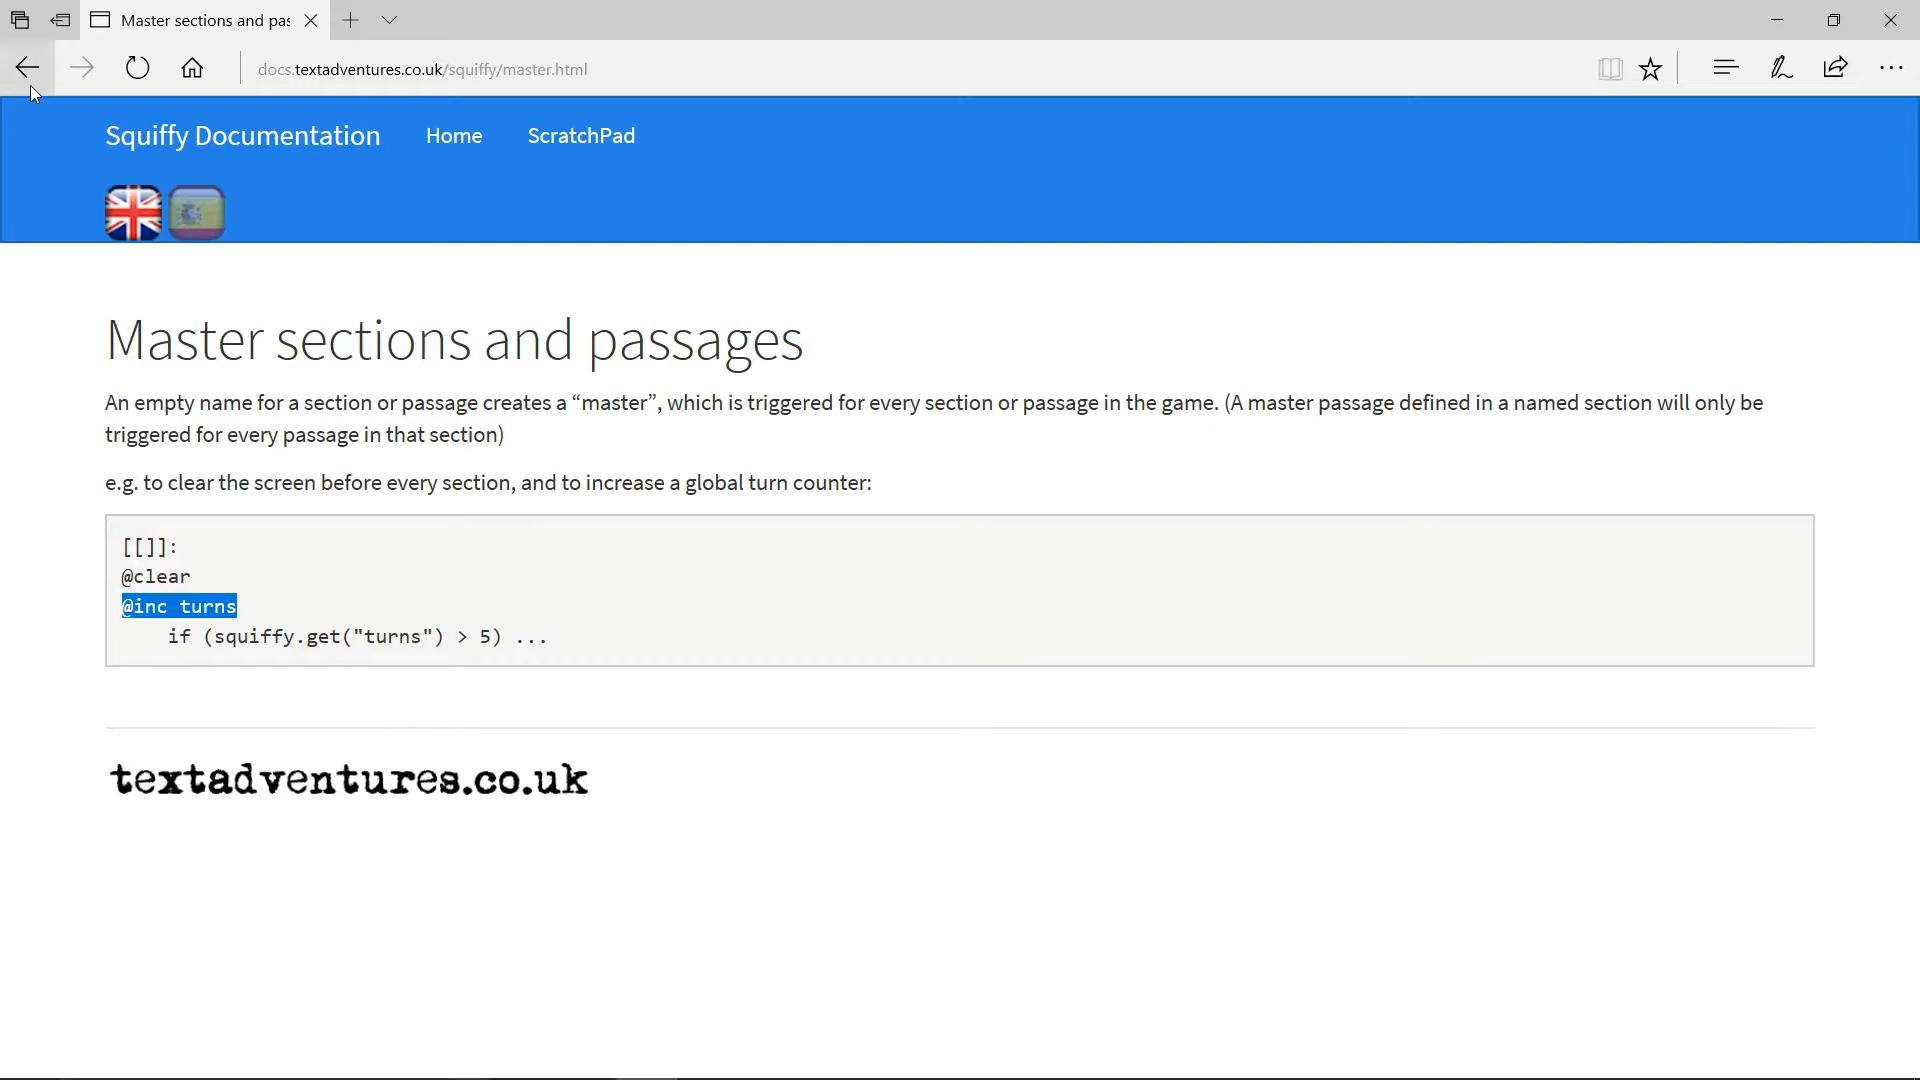 Master sections and pas
docs.textadventures.co.uk/squiffy/master.html
Squiffy Documentation Home ScratchPad
Master sections and passages
An empty name for a section or passage creates a “master”, which is triggered for every section or passage in the game. (A master passage defined in a named section will only be
triggered for every passage in that section)
e.g. to clear the screen before every section, and to increase a global turn counter:
[[]]:
@clear
@inc turns
if (squiffy.get("turns") > 5) ...
textadventures.co.uk